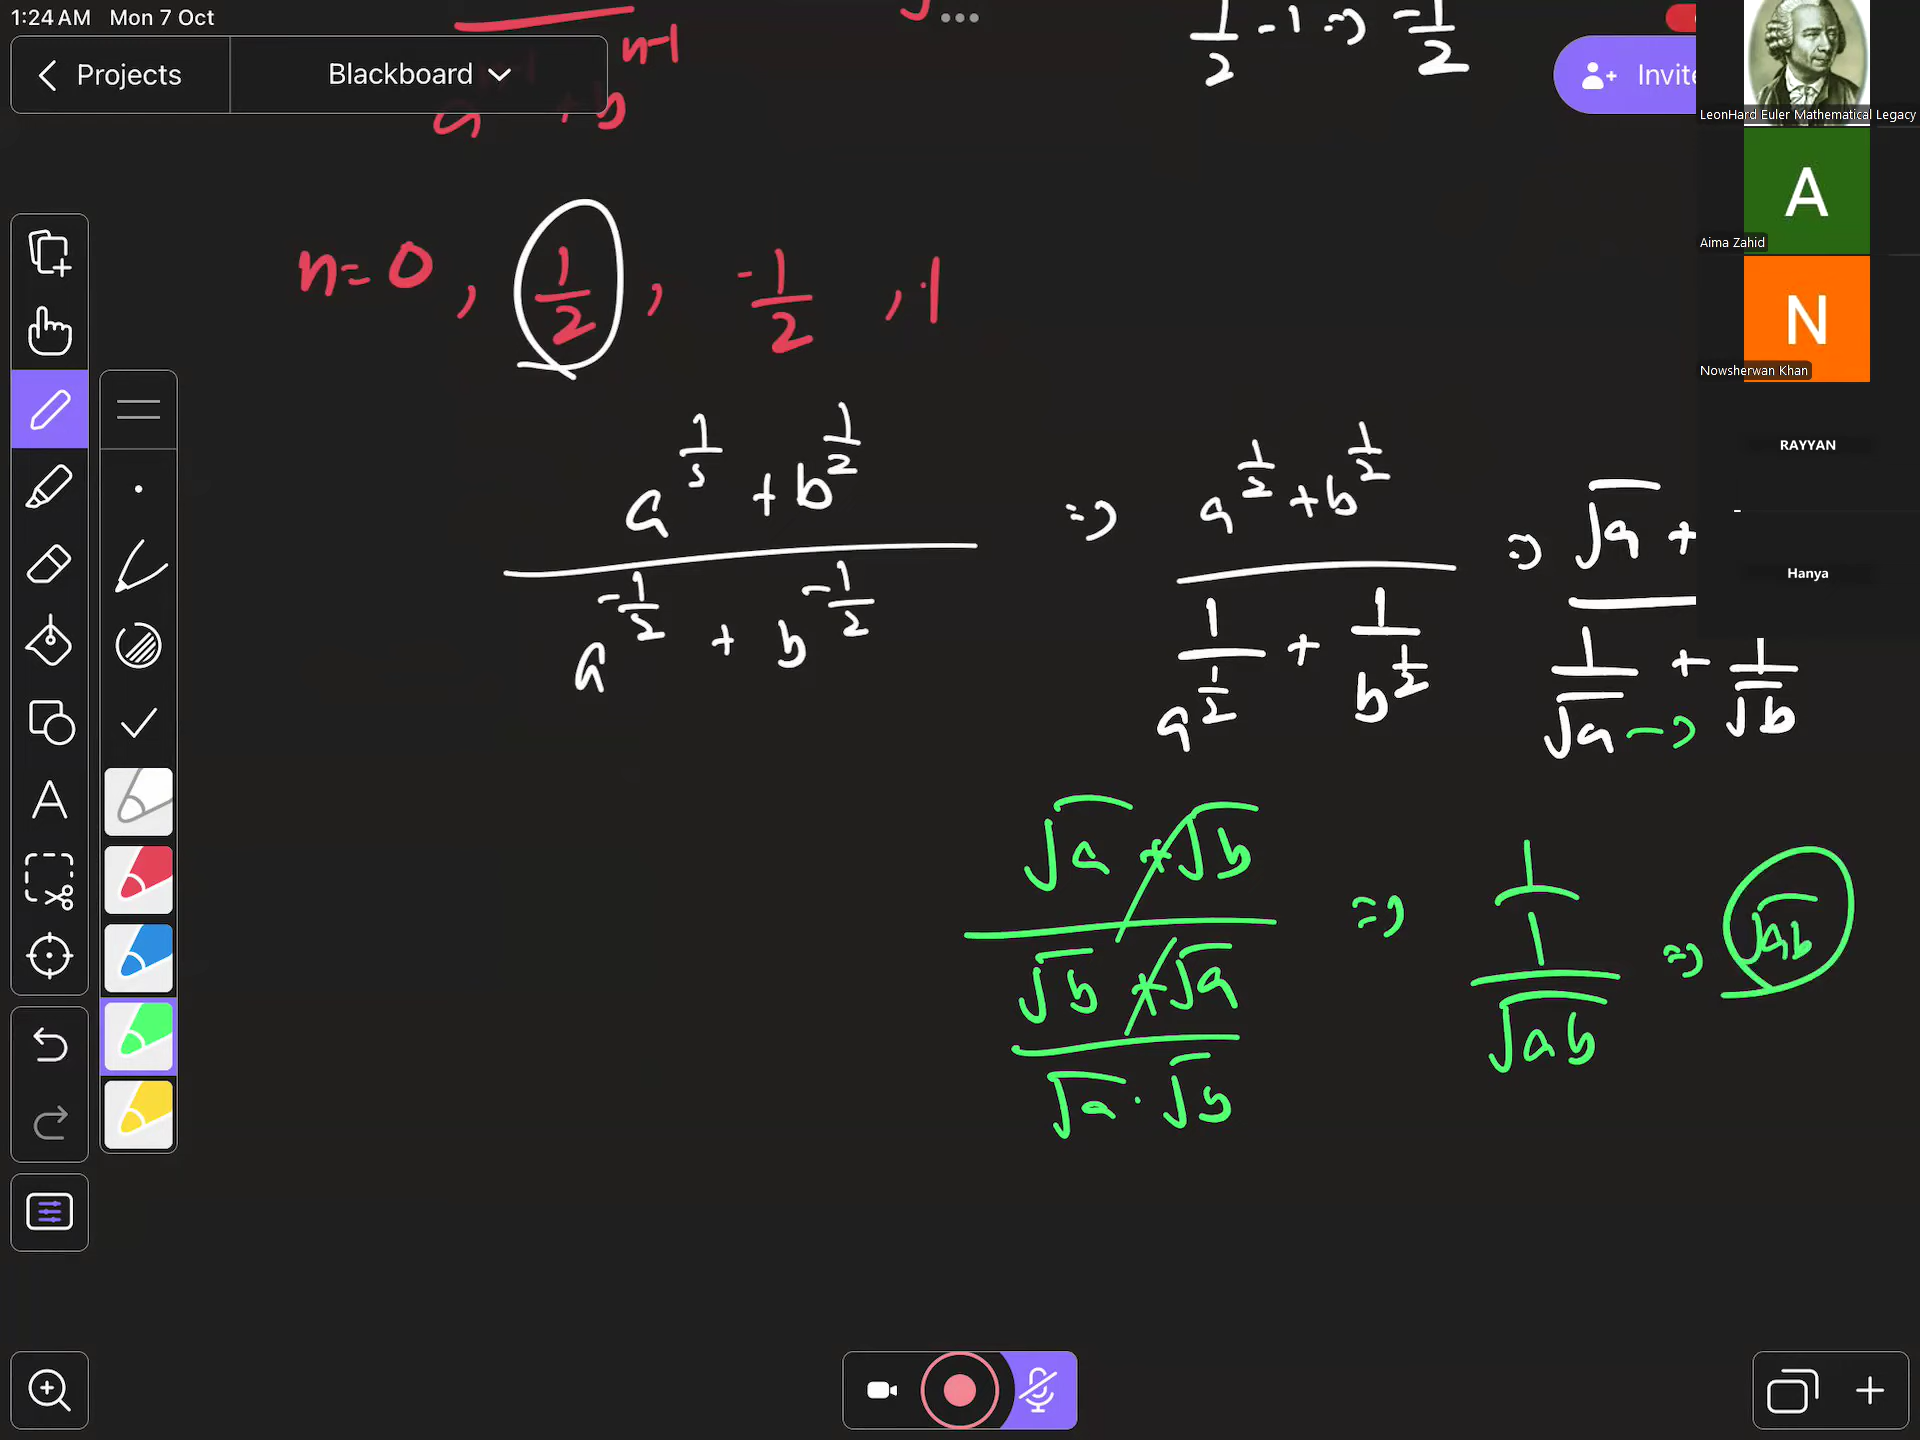 1:24 AM Mon 7 Oct
Projects
Blackboard
Invite
1/2 - 1 => -1/2
n-1
a + b
LeonHard Euler Mathematical Legacy
A
Aima Zahid
N
Nowsherwan Khan
RAYYAN
-
Hanya
n=0, 1/2, -1/2, 1
a^(1/2) + b^(1/2) / a^(-1/2) + b^(-1/2) => a^(1/2) + b^(1/2) / 1/a^(1/2) + 1/b^(1/2) => √a + / 1/√a + 1/√b
√a * √b / √b * √a / √a · √b => 1 / 1/√ab => √ab
A